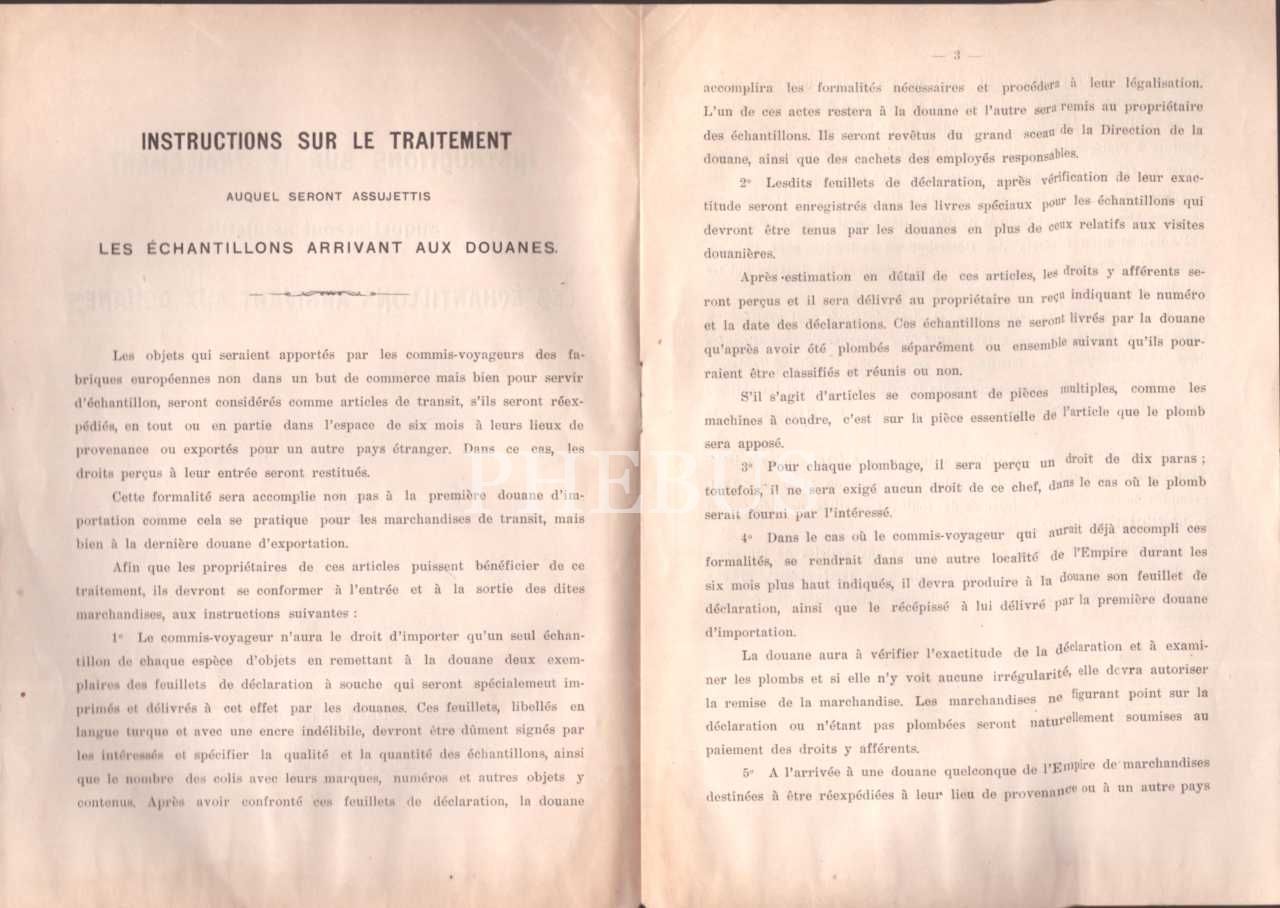 INSTRUCTIONS SUR LE TRAITEMENT
AUQUEL SERONT ASSUJETTIS
LES ÉCHANTILLONS ARRIVANT AUX DOUANES.
Les objets qui seraient apportés par les commis-voyageurs des fa-
briques européennes non dans un but de commerce mais bien pour servir
d'échantillon, seront considérés comme articles de transit, s'ils seront réex-
pédiés, en tout ou en partie dans l'espace de six mois à leurs lieux de
provenance ou exportés pour un autre pays étranger. Dans ce cas, les
droits perçus à leur entrée seront restitués.
Cette formalité sera accomplie non pas à la première douane d'im-
portation comme cela se pratique pour les marchandises de transit, mais
bien à la dernière douane d'exportation.
Afin que les propriétaires de ces articles puissent bénéficier de ce
traitement, ils devront se conformer à l'entrée et à la sortie des dites
marchandises, aux instructions suivantes :
1° Le commis-voyageur n'aura le droit d'importer qu'un seul échan-
tillon de chaque espèce d'objets en remettant à la douane deux exem-
plaires des feuillets de déclaration à souche qui seront spécialemeut im-
primés et délivrés à cet effet par les douanes. Ces feuillets, libellés en
langue turque et avec une encre indélibile, devront être dûment signés par
les intéressés et spécifier la qualité et la quantité des échantillons, ainsi
que le nombre des colis avec leurs marques, numéros et autres objets y
contenus. Après avoir confronté ces feuillets de déclaration, la douane
— 3 —
accomplira les formalités nécessaires et procédera à leur légalisation.
L'un de ces actes restera à la douane et l'autre sera remis au propriétaire
des échantillons. Ils seront revêtus du grand sceau de la Direction de la
douane, ainsi que des cachets des employés responsables.
2° Lesdits feuillets de déclaration, après vérification de leur exac-
titude seront enregistrés dans les livres spéciaux pour les échantillons qui
devront être tenus par les douanes en plus de ceux relatifs aux visites
douanières.
Après estimation en détail de ces articles, les droits y afférents se-
ront perçus et il sera délivré au propriétaire un reçu indiquant le numéro
et la date des déclarations. Ces échantillons ne seront livrés par la douane
qu'après avoir été plombés séparément ou ensemble suivant qu'ils pour-
raient être classifiés et réunis ou non.
S'il s'agit d'articles se composant de pièces multiples, comme les
machines à coudre, c'est sur la pièce essentielle de l'article que le plomb
sera apposé.
3° Pour chaque plombage, il sera perçu un droit de dix paras ;
toutefois, il ne sera exigé aucun droit de ce chef, dans le cas où le plomb
serait fourni par l'intéressé.
4° Dans le cas où le commis-voyageur qui aurait déjà accompli ces
formalités, se rendrait dans une autre localité de l'Empire durant les
six mois plus haut indiqués, il devra produire à la douane son feuillet de
déclaration, ainsi que le récépissé à lui délivré par la première douane
d'importation.
La douane aura à vérifier l'exactitude de la déclaration et à exami-
ner les plombs et si elle n'y voit aucune irrégularité, elle devra autoriser
la remise de la marchandise. Les marchandises ne figurant point sur la
déclaration ou n'étant pas plombées seront naturellement soumises au
paiement des droits y afférents.
5° A l'arrivée à une douane quelconque de l'Empire de marchandises
destinées à être réexpédiées à leur lieu de provenance ou à un autre pays
PHEBUS